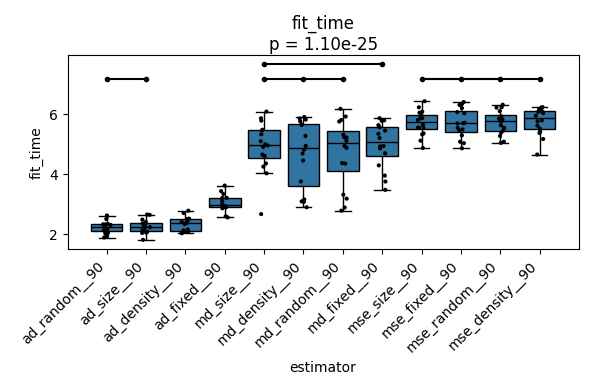 fit_time
p = 1.10e-25
fit_time
6
4
2
ad_random__90
ad_size__90
ad_density__90
ad_fixed__90
md_size__90
md_density__90
md_random__90
md_fixed__90
mse_size__90
mse_fixed__90
mse_random__90
mse_density__90
estimator